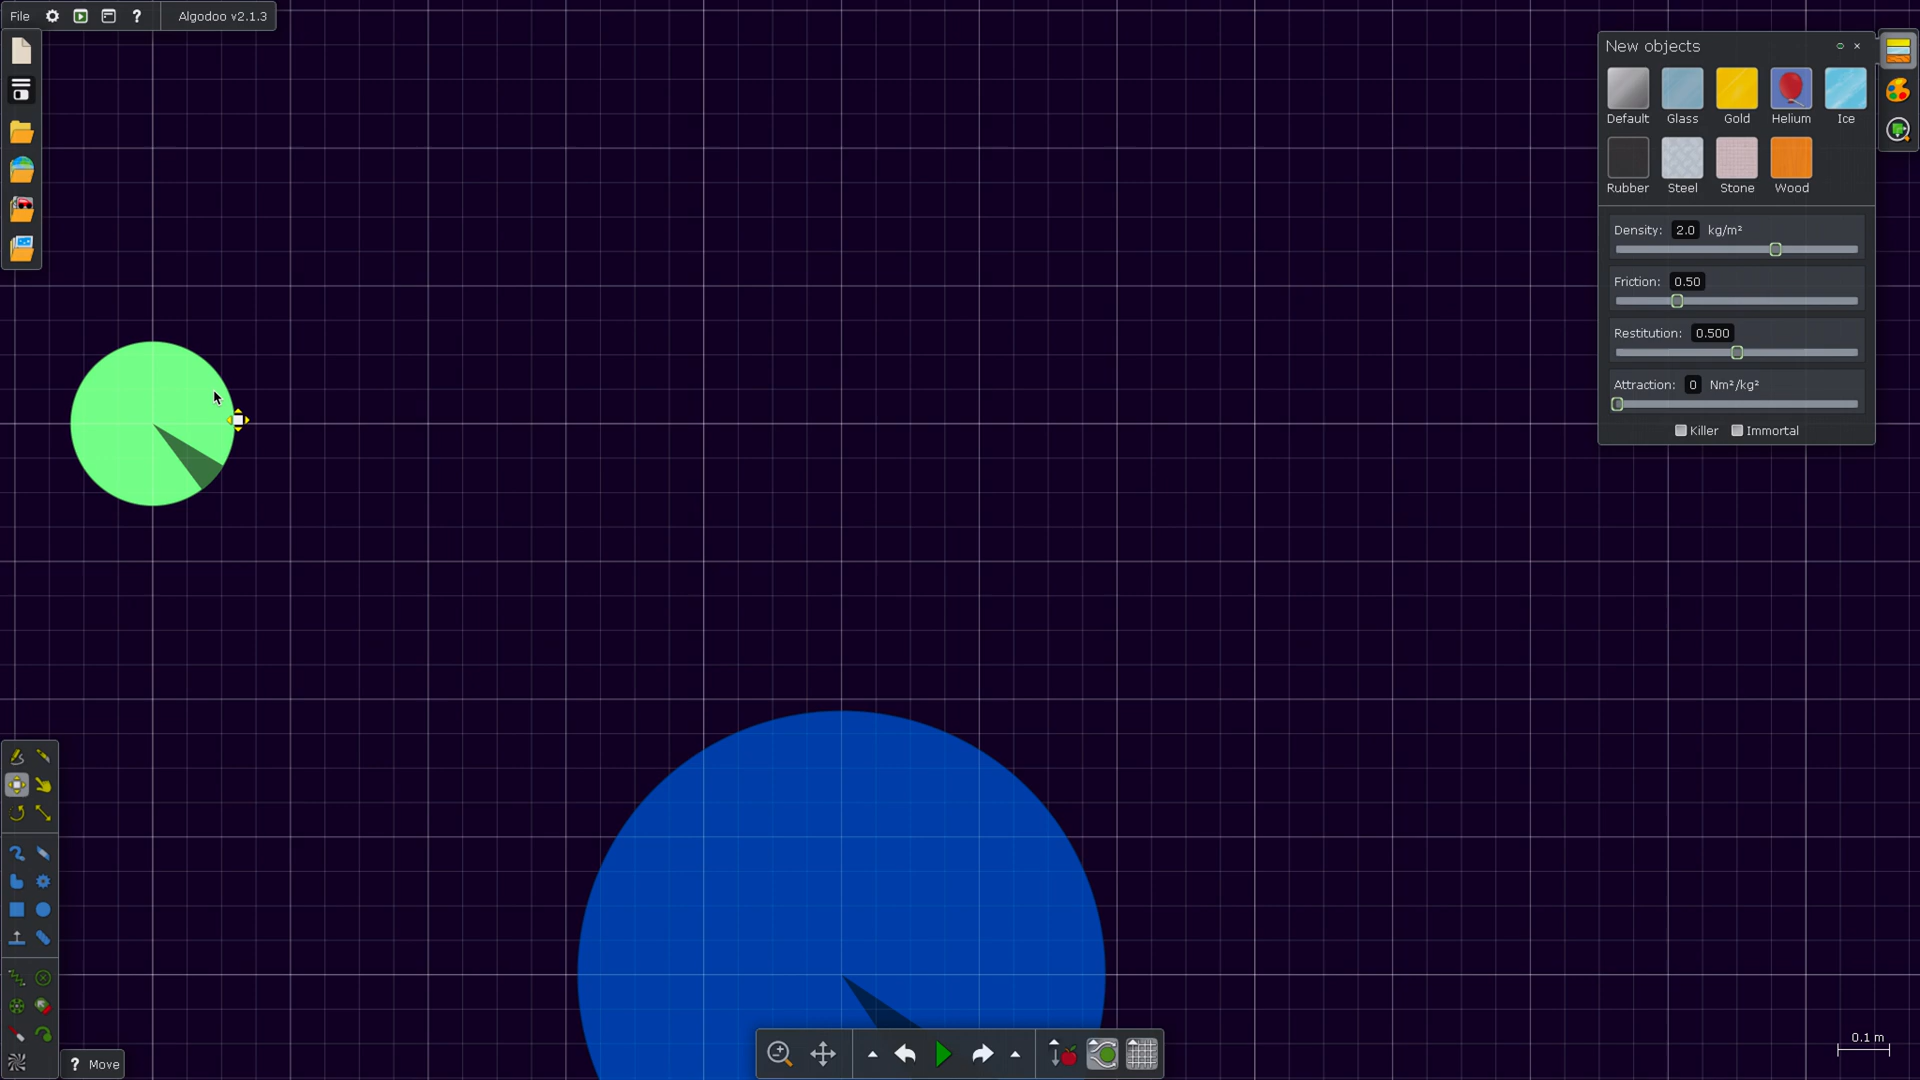 File ? Algodoo v2.1.3
New objects
Default Glass Gold Helium Ice
Rubber Steel Stone Wood
Density: 2.0 kg/m²
Friction: 0.50
Restitution: 0.500
Attraction: 0 Nm²/kg²
Killer Immortal
? Move
0.1 m